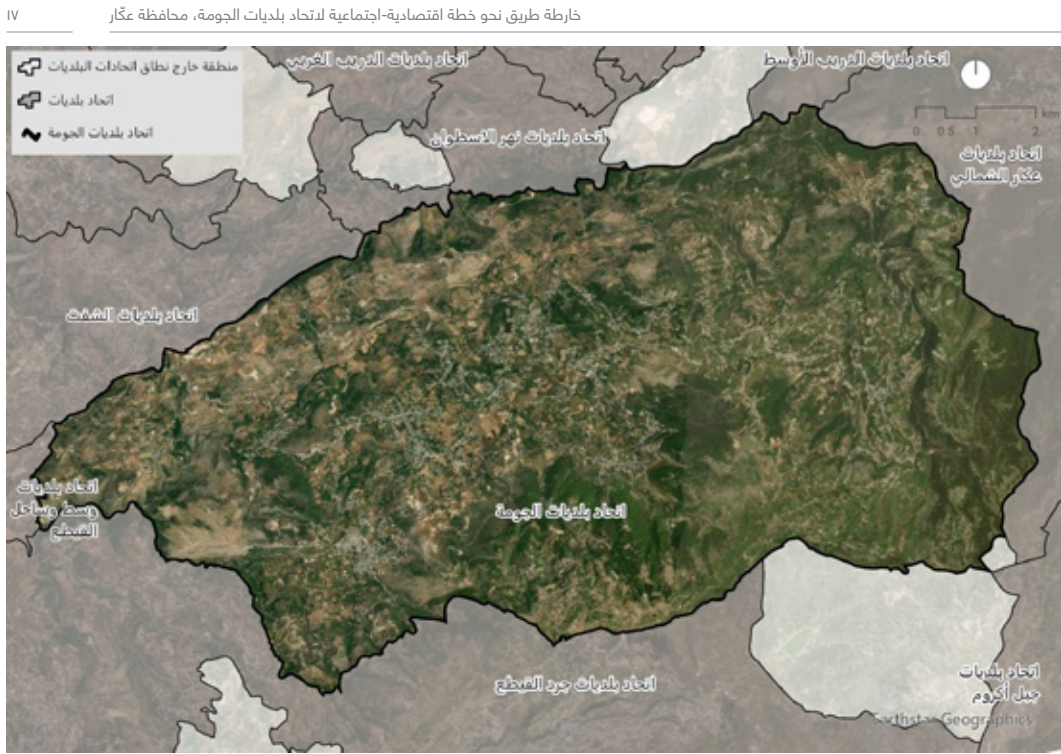 خارطة طريق نحو خطة اقتصادية-اجتماعية لاتحاد بلديات الجومة، محافظة عكّار
١٧
منطقة خارج نطاق اتحادات البلديات
اتحاد بلديات
اتحاد بلديات الجومة
اتحاد بلديات الدريب الغربي
اتحاد بلديات الدريب الأوسط
km
0 0.5 1 2
اتحاد بلديات نهر الاسطوان
اتحاد بلديات
عكار الشمالي
اتحاد بلديات الشفت
اتحاد بلديات
وسط وساحل
القيطع
اتحاد بلديات الجومة
اتحاد بلديات جرد القيطع
اتحاد بلديات
جبل أكروم
Earthstar Geographics